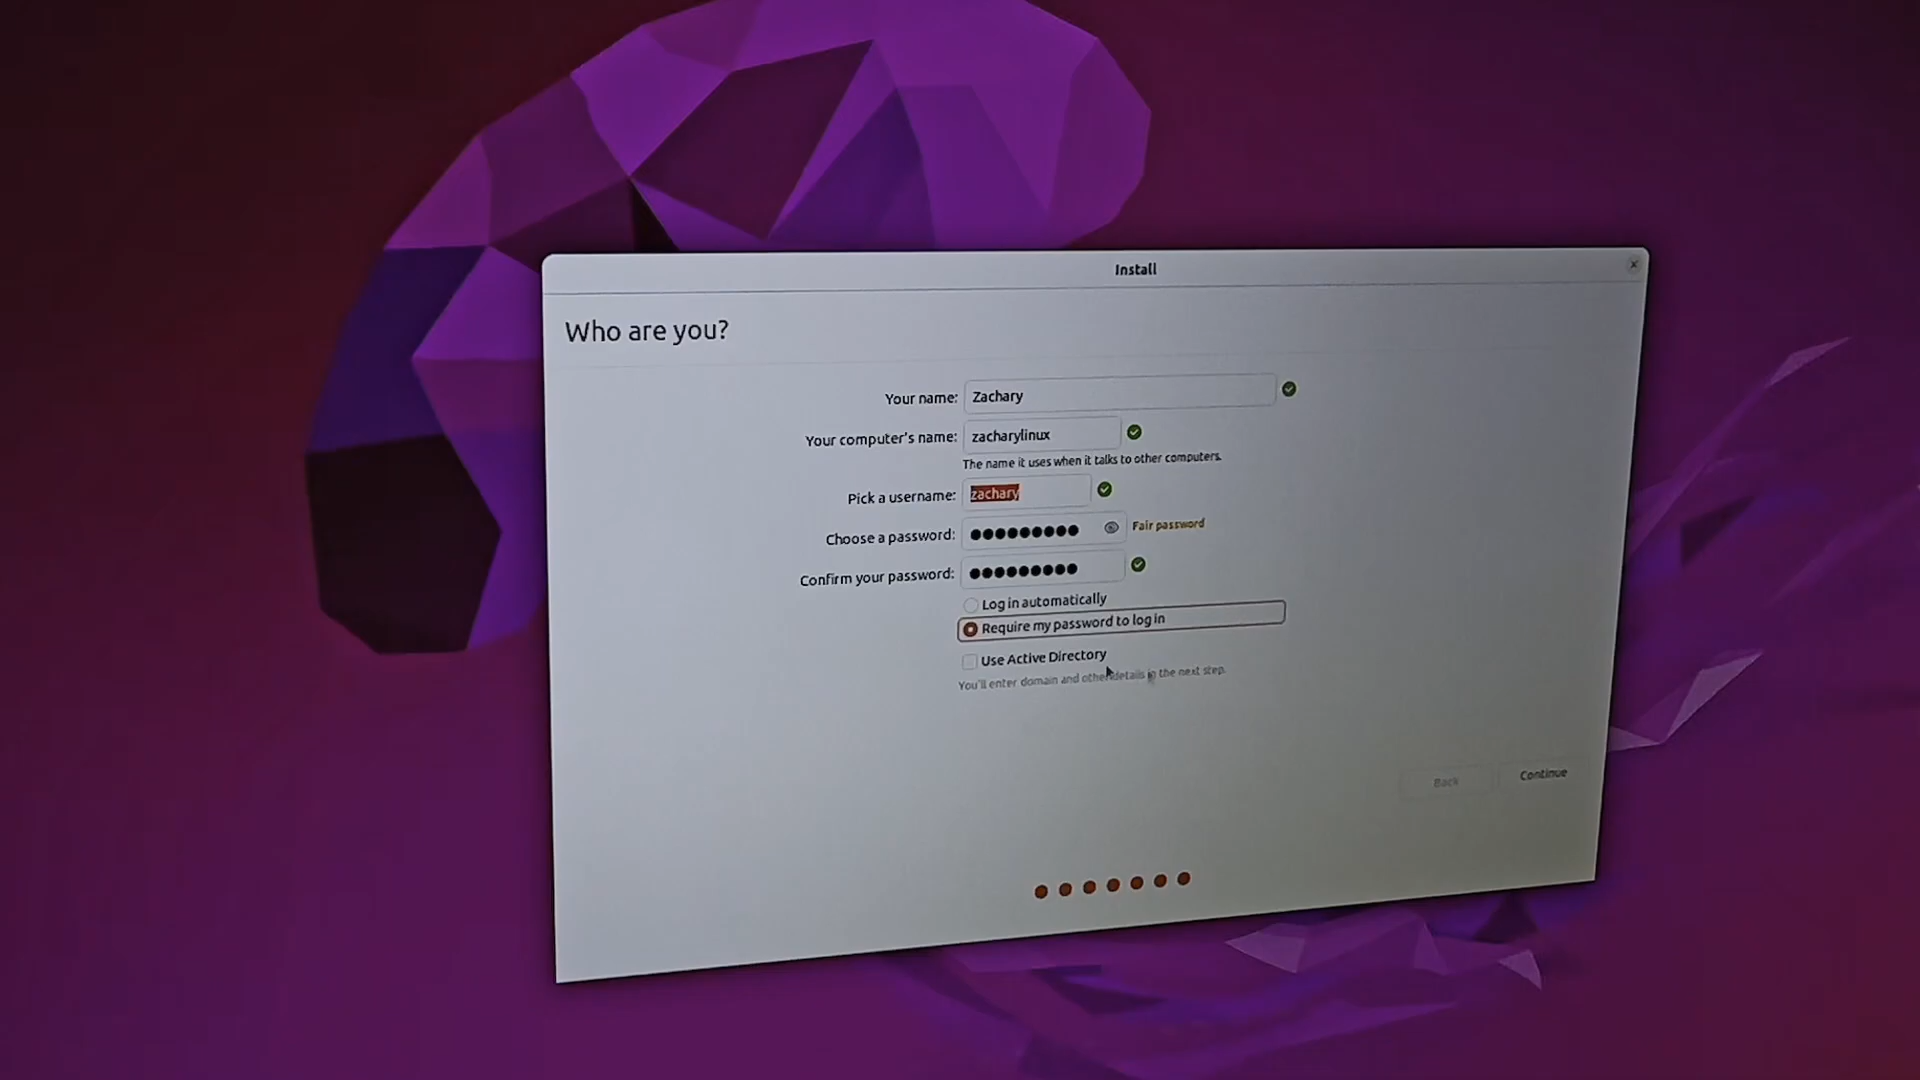 Install
Who are you?
Your name: Zachary
Your computer's name: zacharylinux
The name it uses when it talks to other computers.
Pick a username: zachary
Choose a password: ●●●●●●●●● Fair password
Confirm your password: ●●●●●●●●●
Log in automatically
Require my password to log in
Use Active Directory
You'll enter domain and other details in the next step.
Back Continue